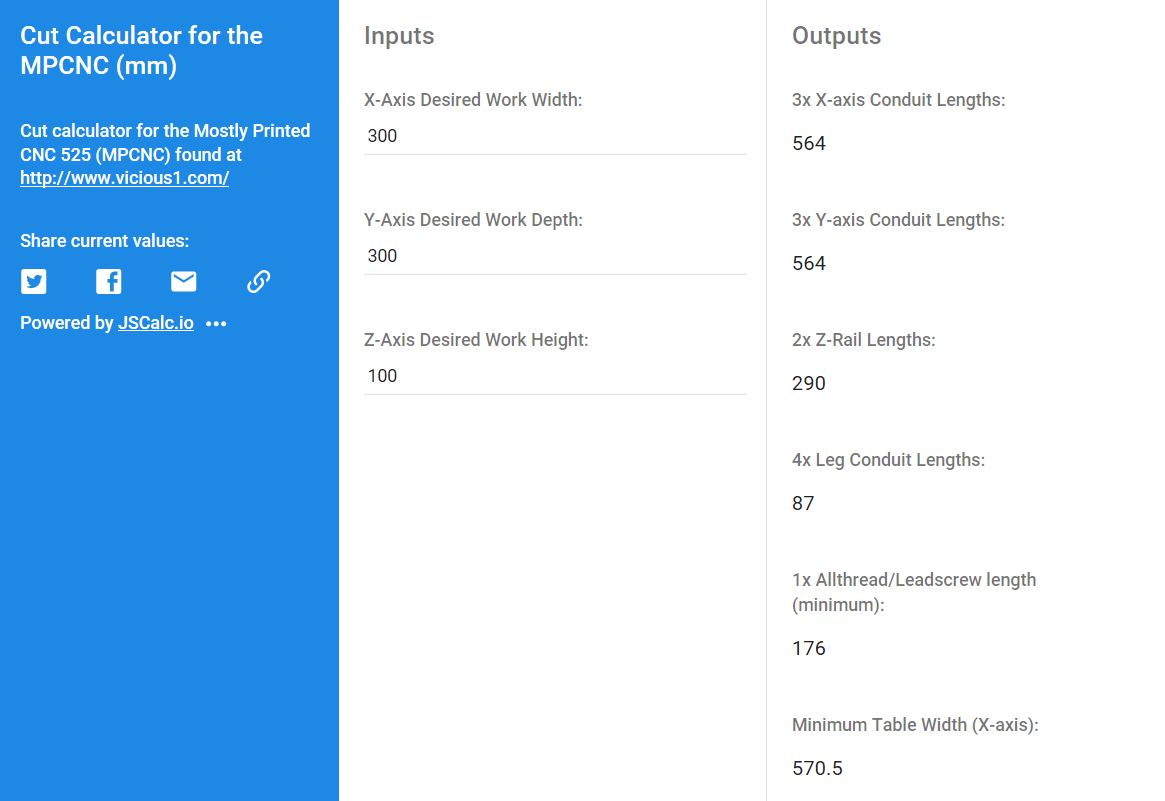 Cut Calculator for the
MPCNC (mm)
Cut calculator for the Mostly Printed
CNC 525 (MPCNC) found at
http://www.vicious1.com/
Share current values:
Powered by JSCalc.io •••
Inputs
X-Axis Desired Work Width:
300
Y-Axis Desired Work Depth:
300
Z-Axis Desired Work Height:
100
Outputs
3x X-axis Conduit Lengths:
564
3x Y-axis Conduit Lengths:
564
2x Z-Rail Lengths:
290
4x Leg Conduit Lengths:
87
1x Allthread/Leadscrew length
(minimum):
176
Minimum Table Width (X-axis):
570.5